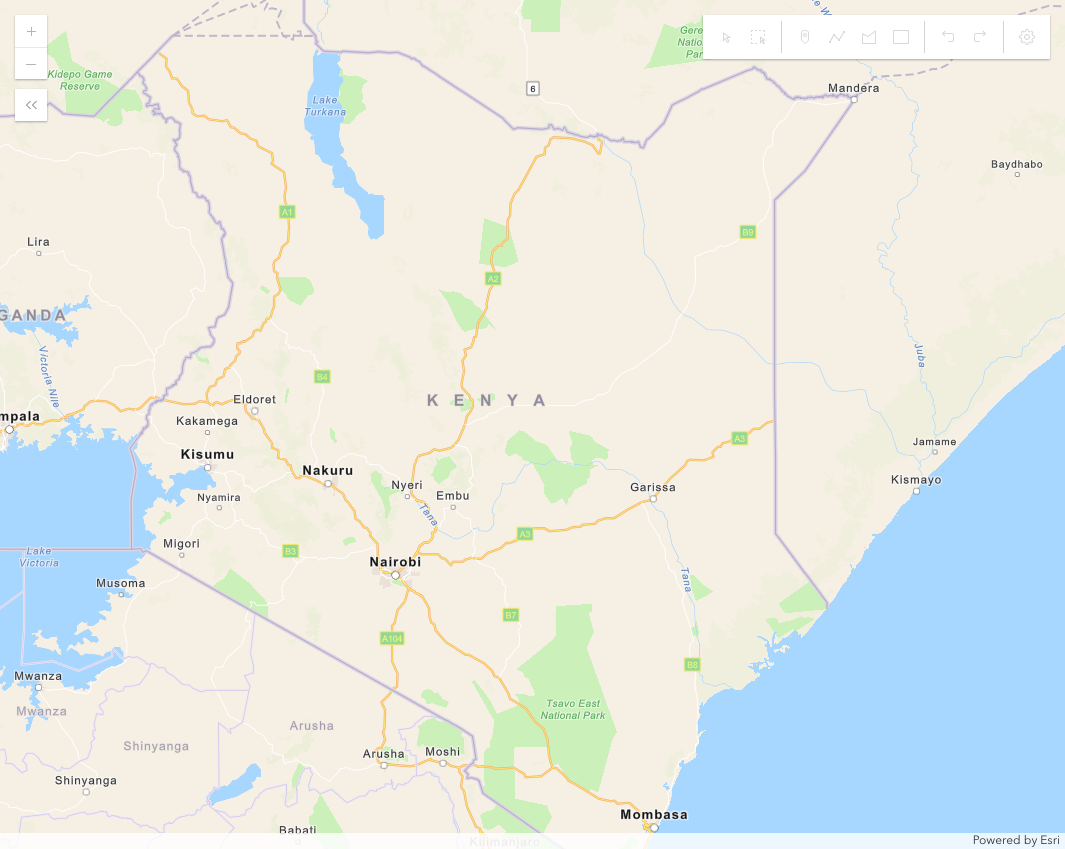 +
−
Kidepo Game
Reserve
Lake
Turkana
6
Mandera
Baydhabo
A1
B9
Lira
A2
GANDA
Victoria Nile
Juba
B4
KENYA
Eldoret
mpala
Kakamega
A3
Jamame
Kisumu
Nakuru
Kismayo
Nyeri
Embu
Garissa
Nyamira
Tana
A3
Migori
B3
Lake
Victoria
Nairobi
Musoma
Tana
B7
A104
B8
Mwanza
Mwanza
Tsavo East
National Park
Arusha
Shinyanga
Arusha
Moshi
Shinyanga
Mombasa
Babati
Kilimanjaro
Powered by Esri